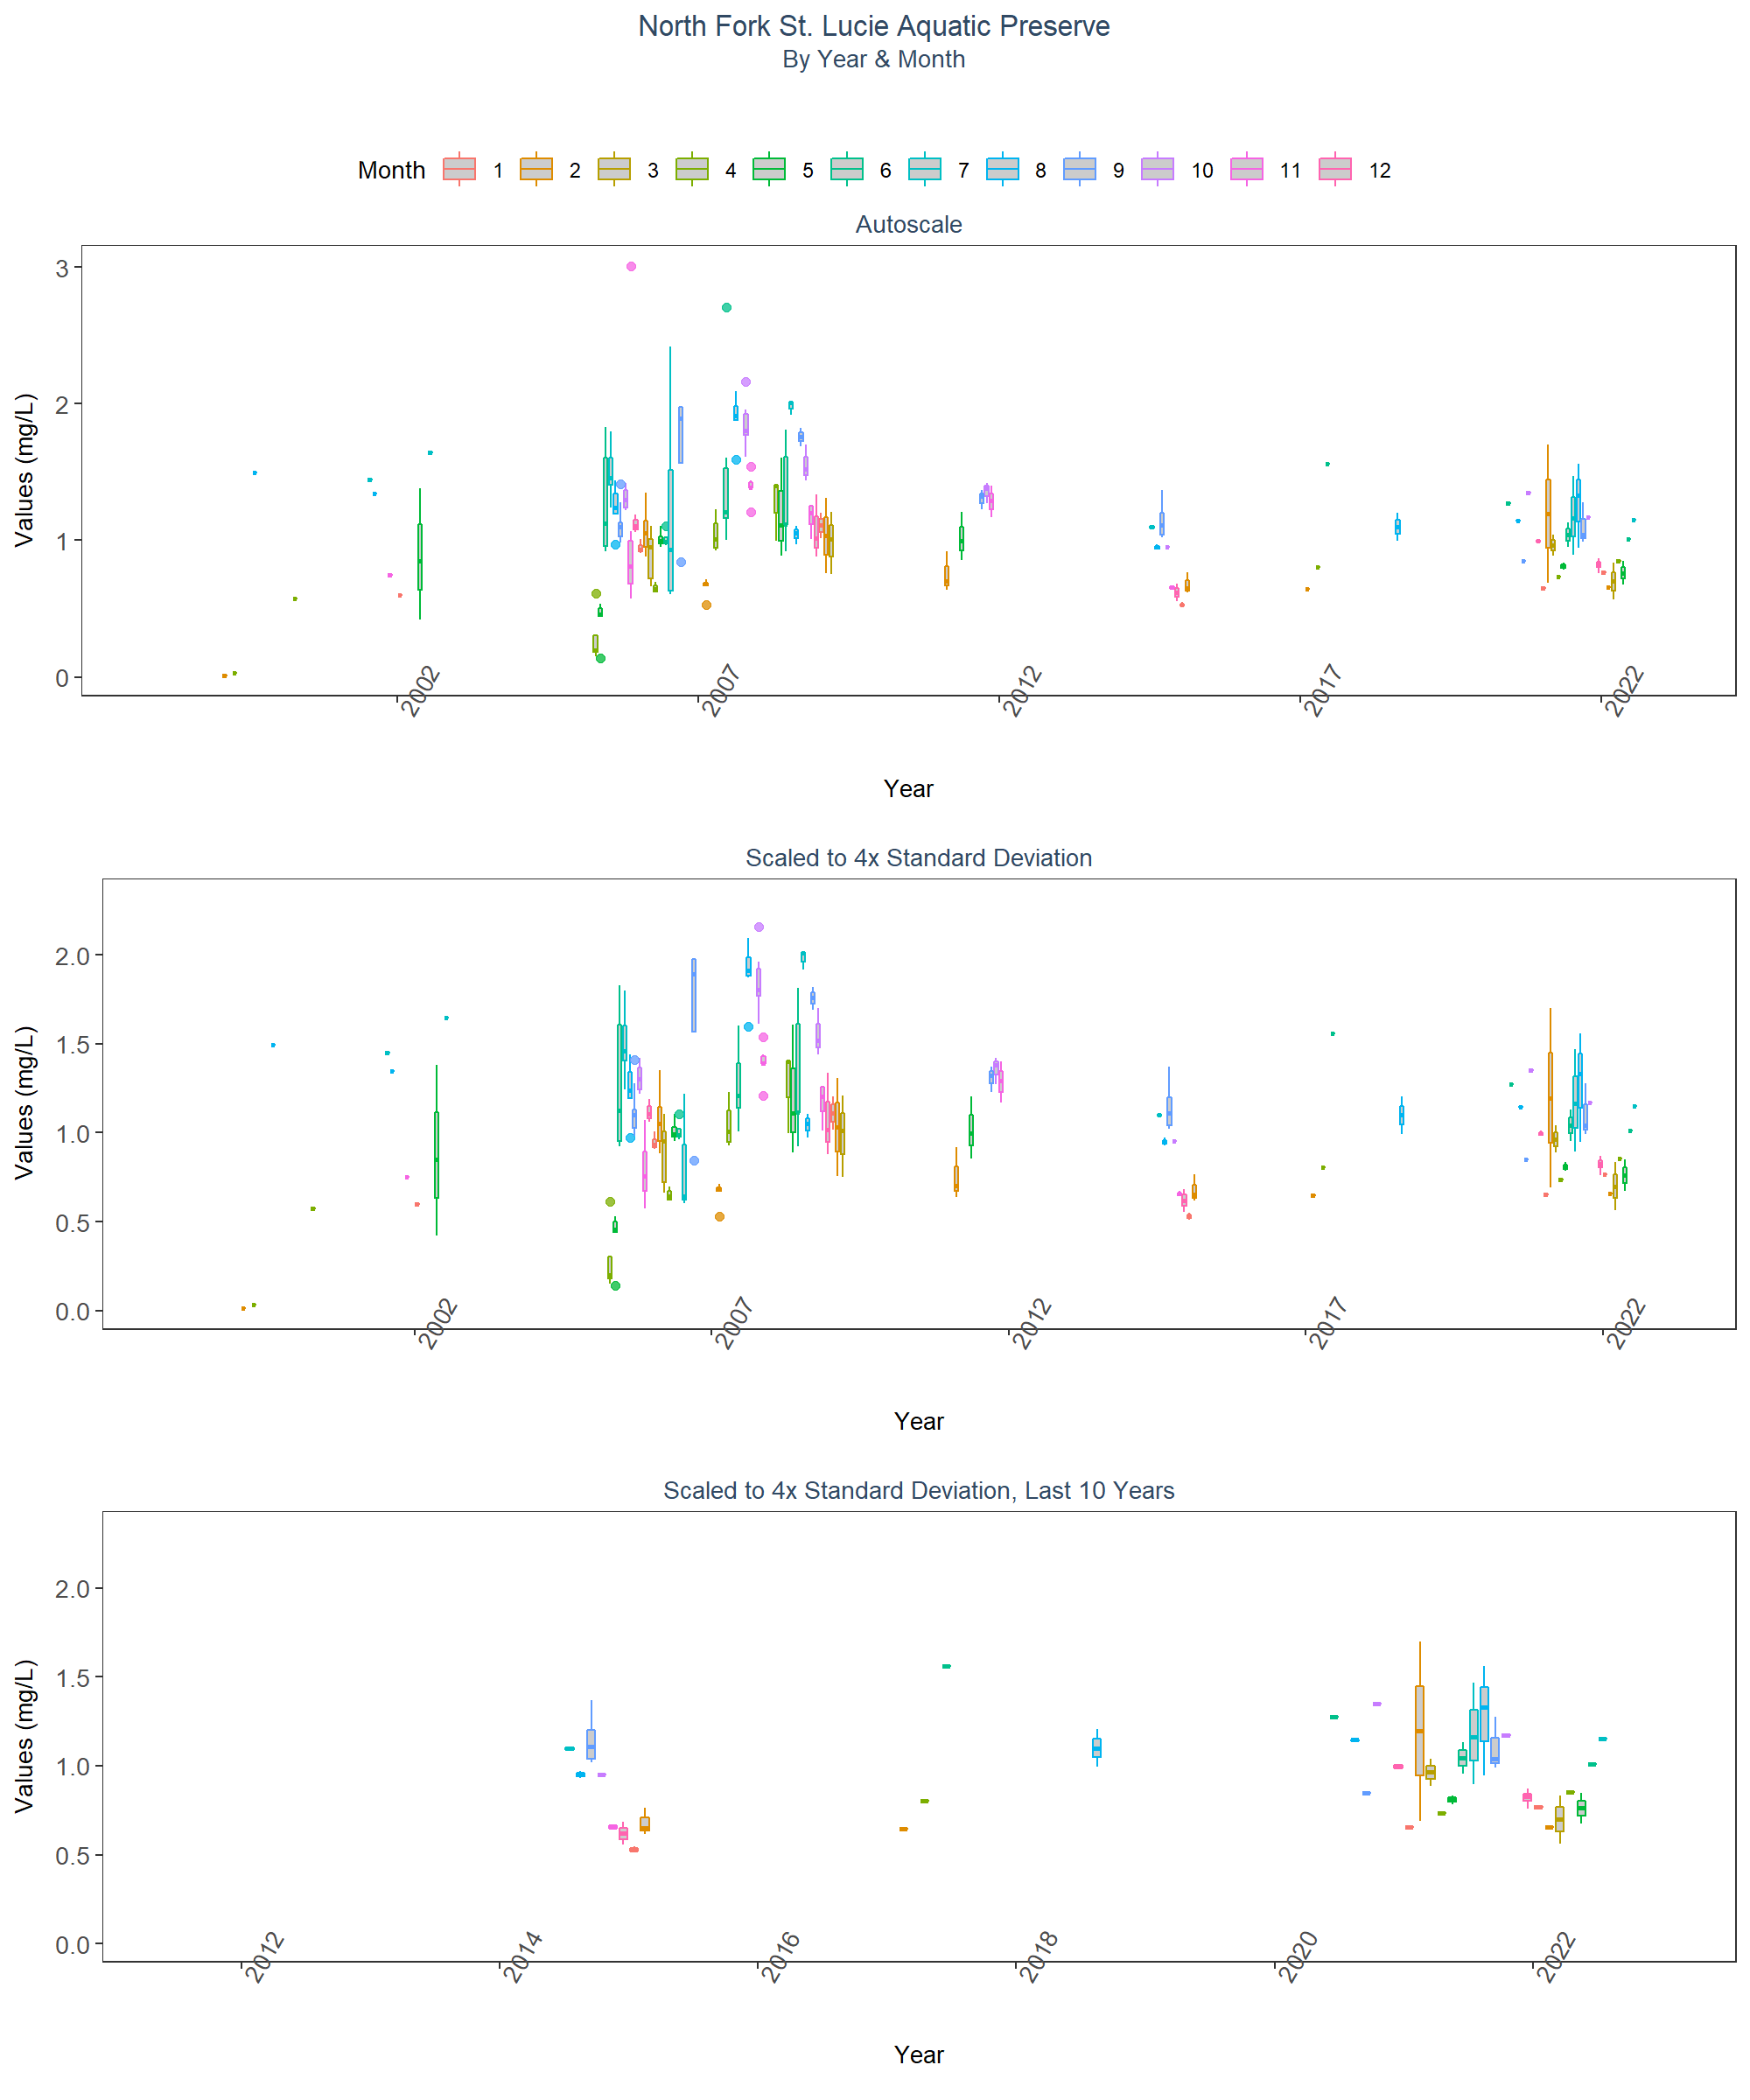 North Fork St. Lucie Aquatic Preserve
By Year & Month
Month 1 2 3 4 5 6 7 8 9 10 11 12
Autoscale
Values (mg/L)
3
2
1
0
2002 2007 2012 2017 2022
Year
Scaled to 4x Standard Deviation
Values (mg/L)
2.0
1.5
1.0
0.5
0.0
2002 2007 2012 2017 2022
Year
Scaled to 4x Standard Deviation, Last 10 Years
Values (mg/L)
2.0
1.5
1.0
0.5
0.0
2012 2014 2016 2018 2020 2022
Year